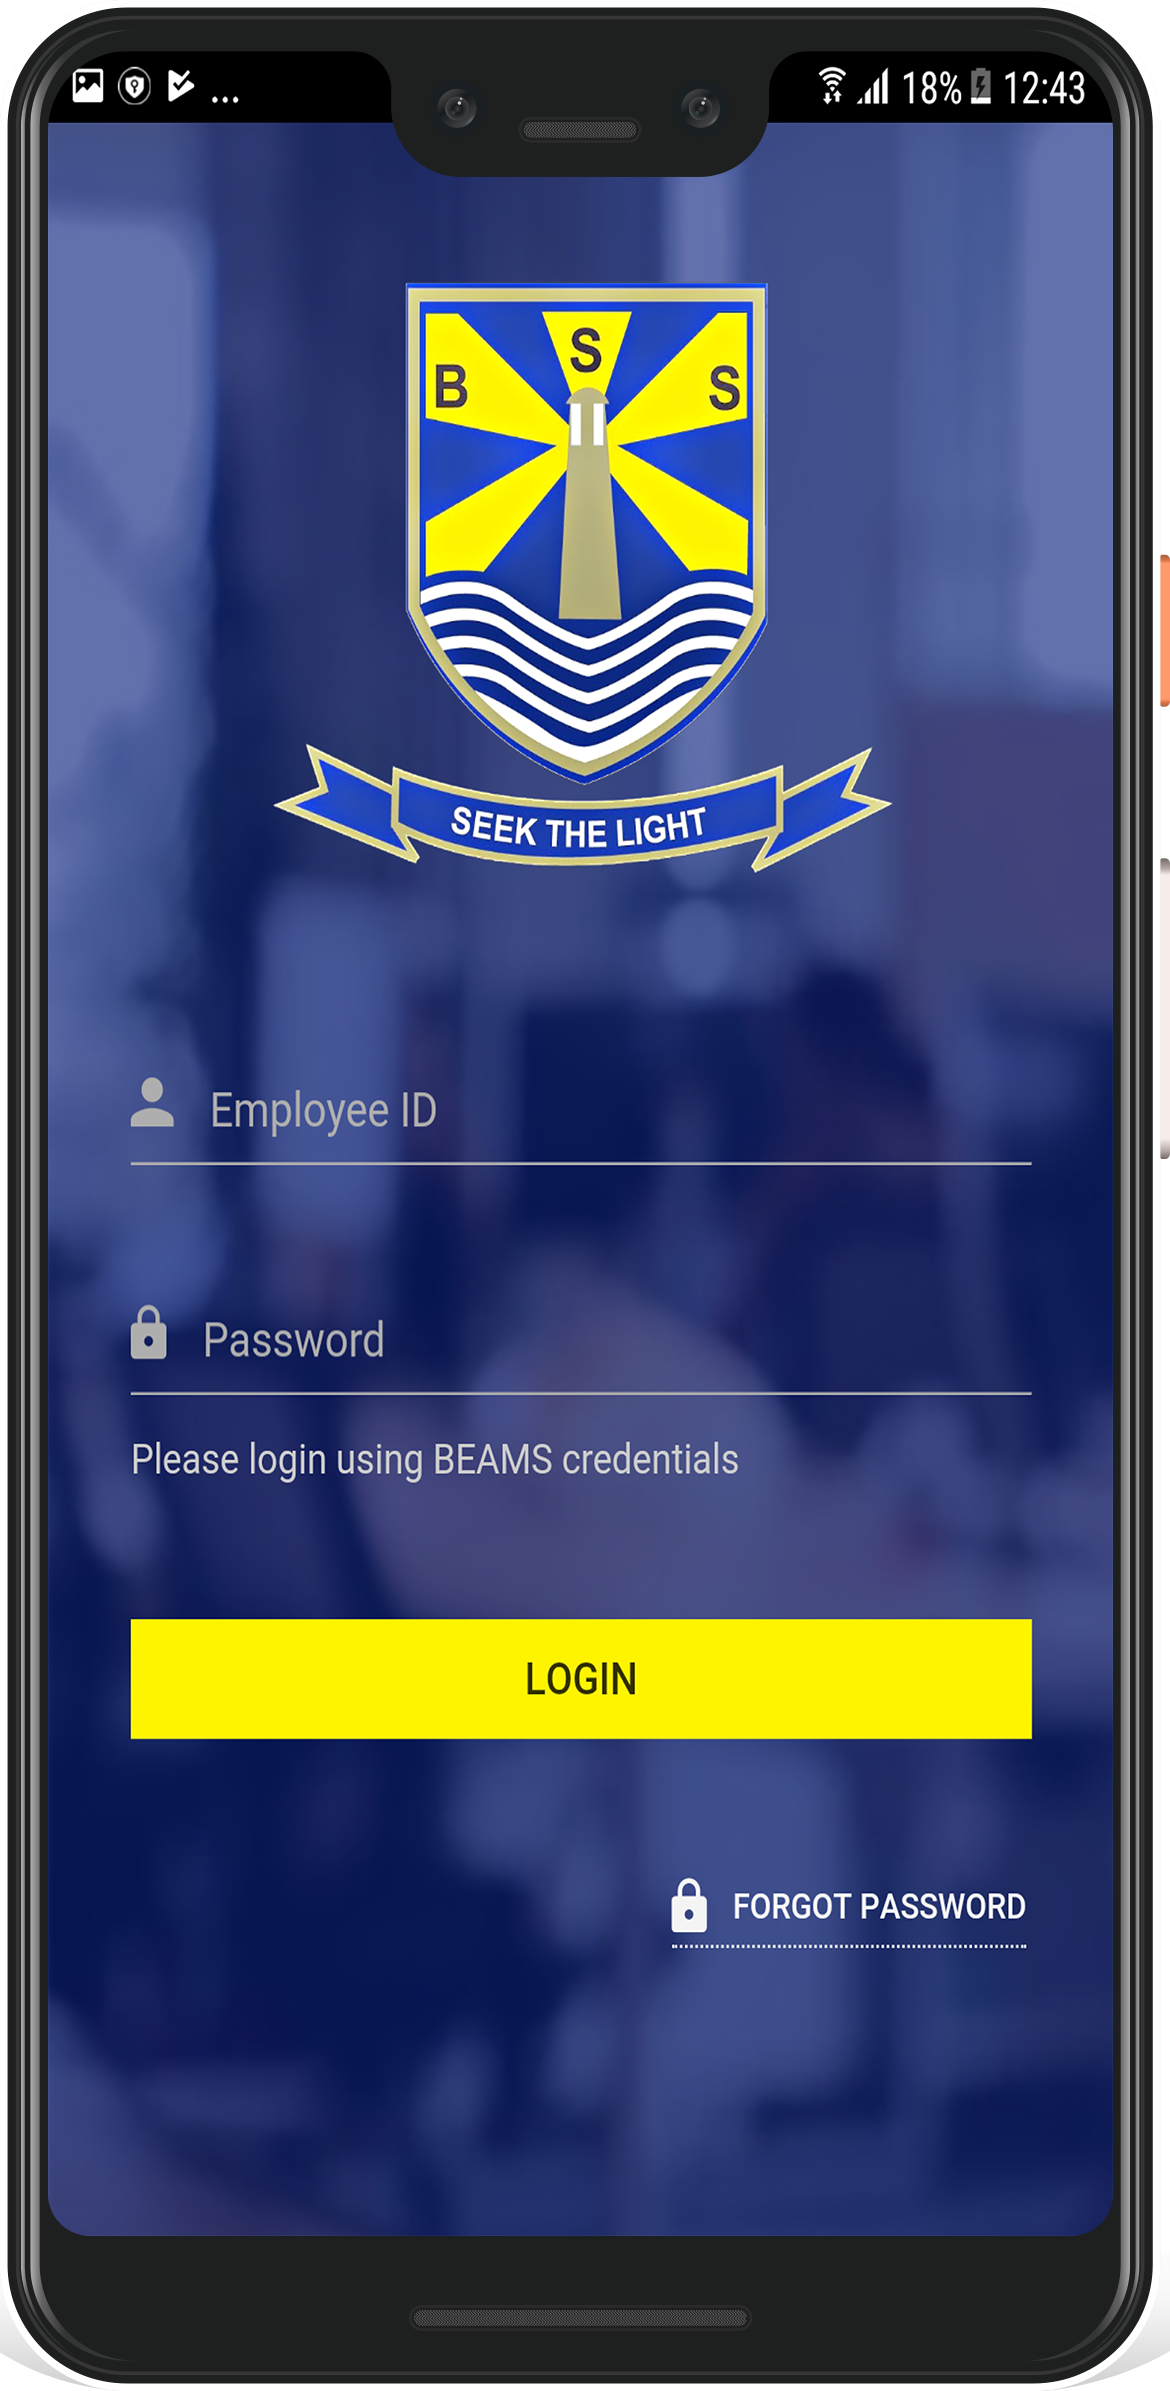 ... 18% 12:43
S
B S
SEEK THE LIGHT
Employee ID
Password
Please login using BEAMS credentials
LOGIN
FORGOT PASSWORD